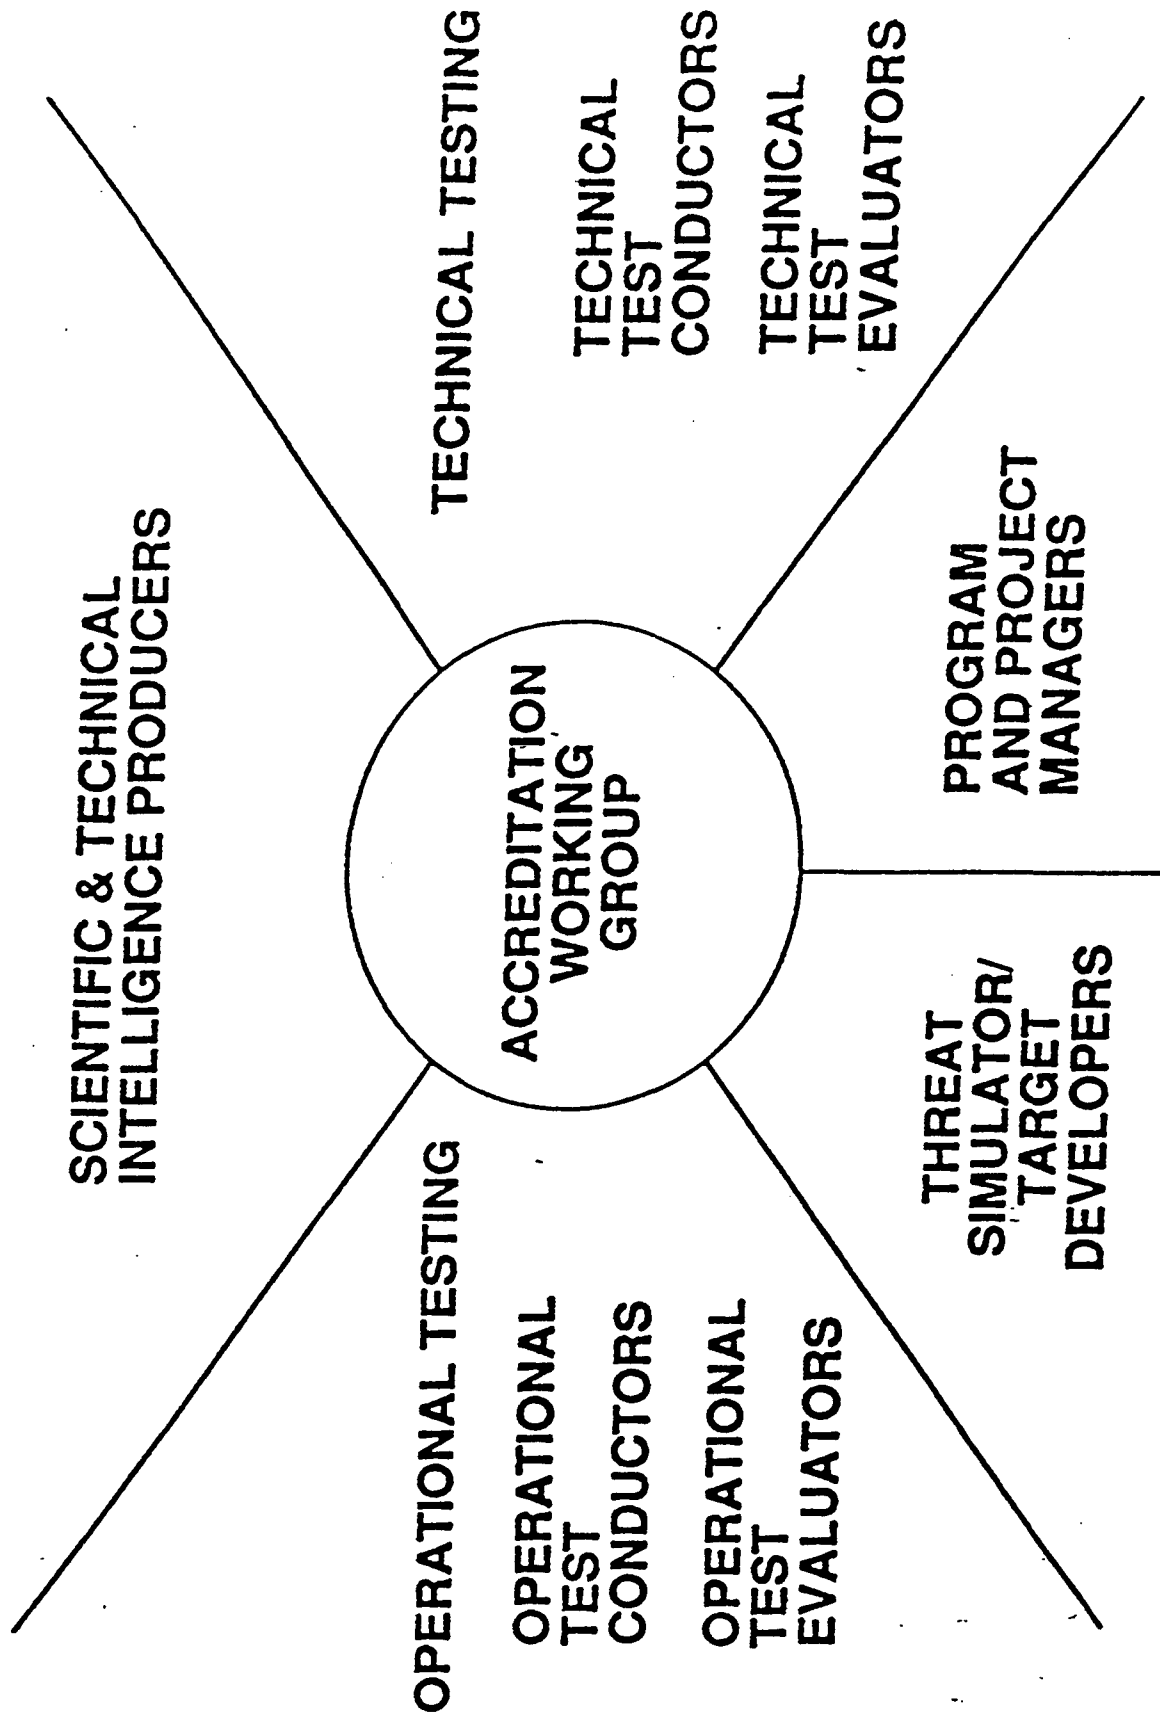 SCIENTIFIC & TECHNICAL
INTELLIGENCE PRODUCERS
OPERATIONAL TESTING
OPERATIONAL
TEST
CONDUCTORS
OPERATIONAL
TEST
EVALUATORS
ACCREDITATION
WORKING
GROUP
TECHNICAL TESTING
TECHNICAL
TEST
CONDUCTORS
TECHNICAL
TEST
EVALUATORS
THREAT
SIMULATOR/
TARGET
DEVELOPERS
PROGRAM
AND PROJECT
MANAGERS